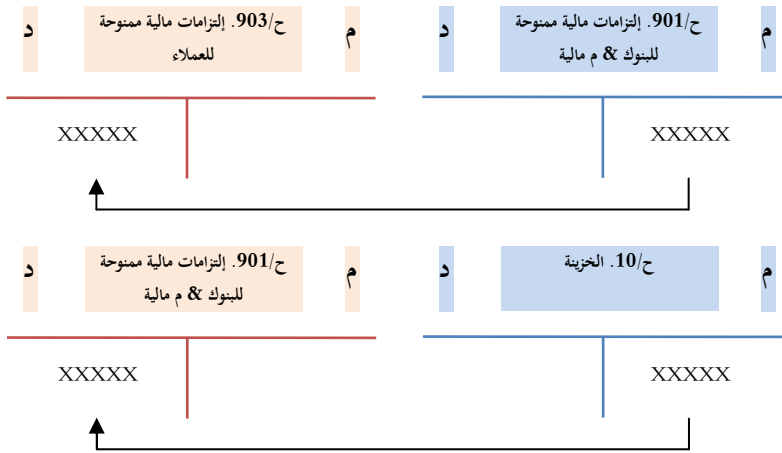 م
ح/901. إلتزامات مالية ممنوحة
للبنوك & م مالية
د
م
ح/903. إلتزامات مالية ممنوحة
للعملاء
د
XXXXX
XXXXX
م
ح/10. الخزينة
د
م
ح/901. إلتزامات مالية ممنوحة
للبنوك & م مالية
د
XXXXX
XXXXX